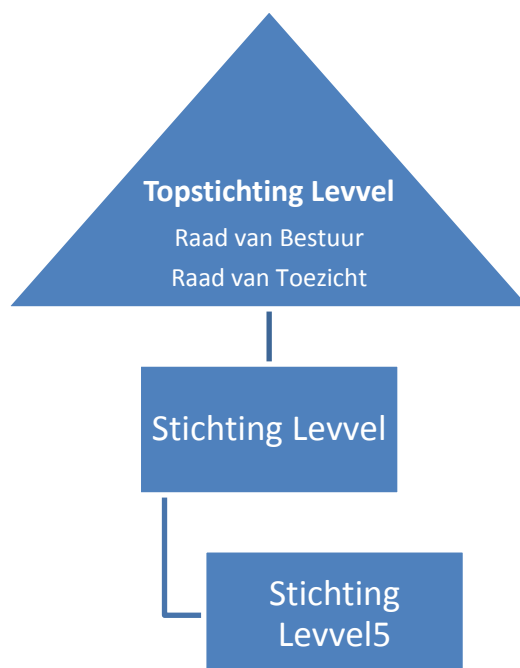 Topstichting Levvel
Raad van Bestuur
Raad van Toezicht
Stichting Levvel
Stichting
Levvel5